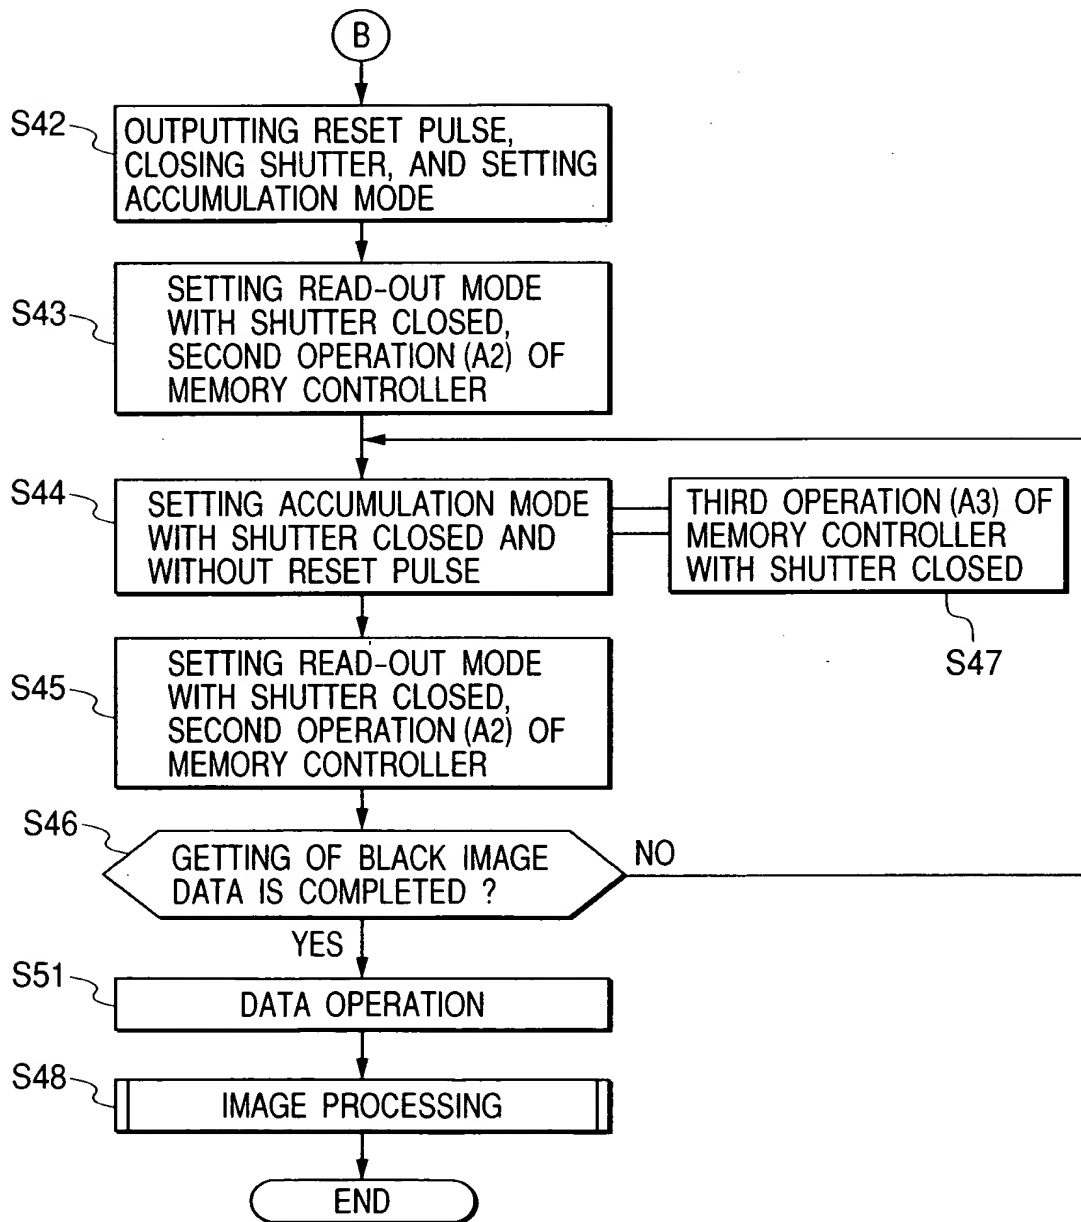 B
S42
OUTPUTTING RESET PULSE,
CLOSING SHUTTER, AND SETTING
ACCUMULATION MODE
S43
SETTING READ-OUT MODE
WITH SHUTTER CLOSED,
SECOND OPERATION (A2) OF
MEMORY CONTROLLER
S44
SETTING ACCUMULATION MODE
WITH SHUTTER CLOSED AND
WITHOUT RESET PULSE
THIRD OPERATION (A3) OF
MEMORY CONTROLLER
WITH SHUTTER CLOSED
S47
S45
SETTING READ-OUT MODE
WITH SHUTTER CLOSED,
SECOND OPERATION (A2) OF
MEMORY CONTROLLER
S46
GETTING OF BLACK IMAGE
DATA IS COMPLETED ?
NO
YES
S51
DATA OPERATION
S48
IMAGE PROCESSING
END